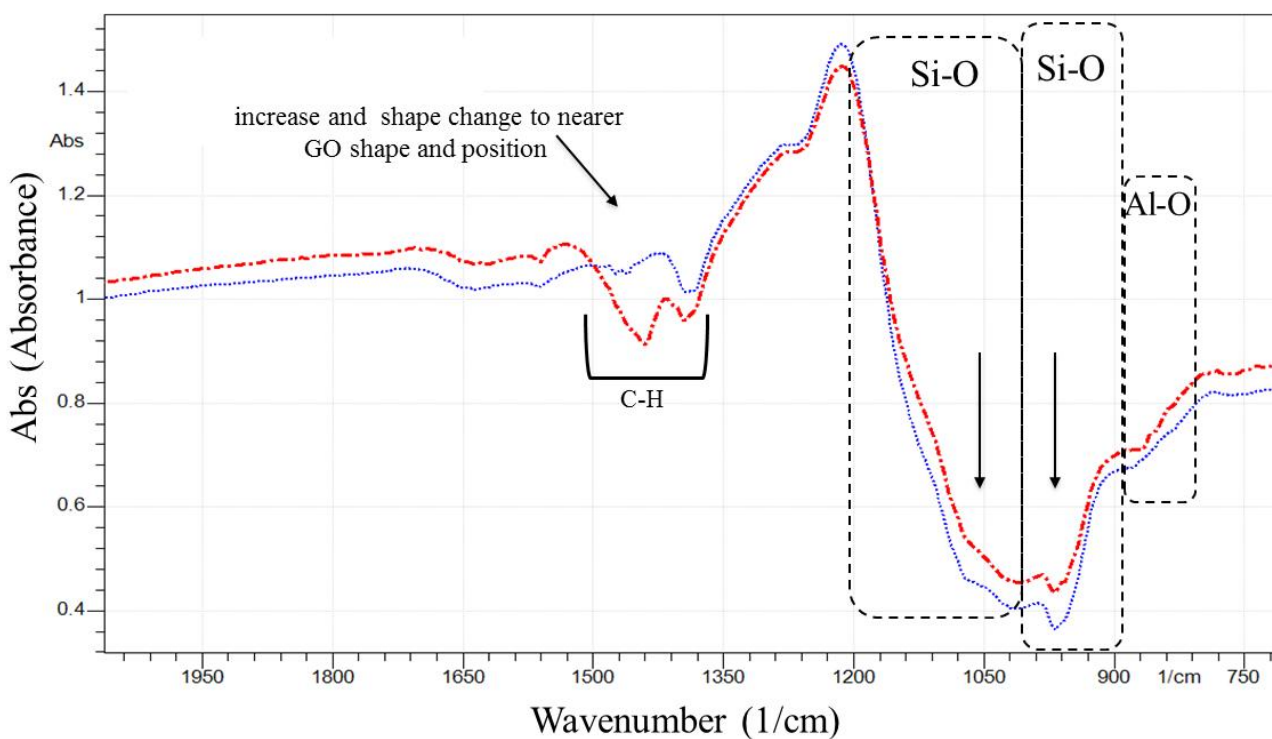 Si-O
Si-O
1.4
Abs
increase and shape change to nearer
GO shape and position
1.2
Al-O
1
C-H
0.8
0.6
0.4
Abs (Absorbance)
1950
1800
1650
1500
1350
1200
1050
900
1/cm
750
Wavenumber (1/cm)